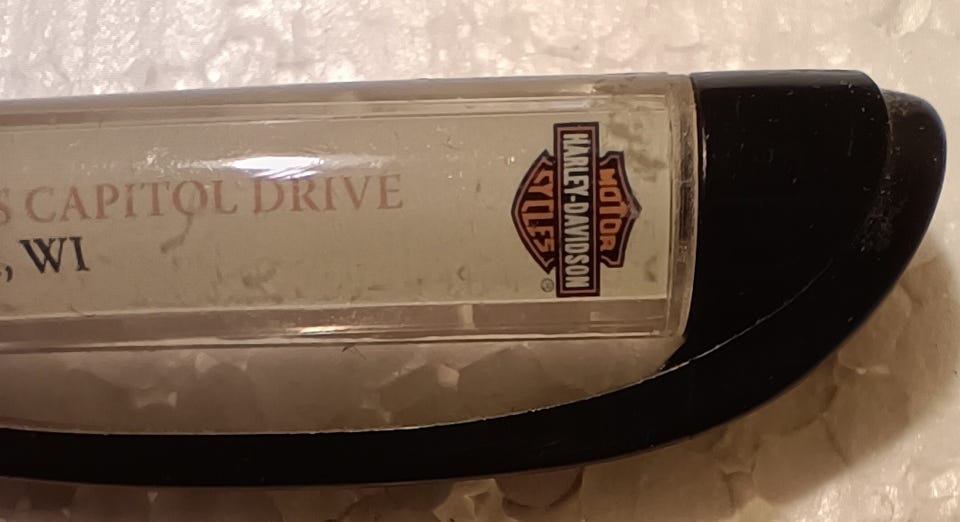 S CAPITOL DRIVE
, WI
MOTOR
HARLEY-DAVIDSON
CYCLES
®